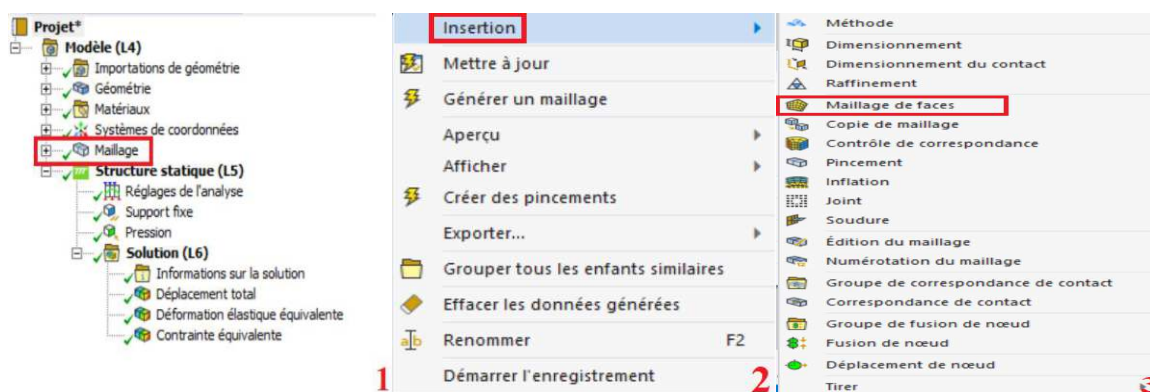 Projet*
Modèle (L4)
Importations de géométrie
Géométrie
Matériaux
Systèmes de coordonnées
Maillage
Structure statique (L5)
Réglages de l'analyse
Support fixe
Pression
Solution (L6)
Informations sur la solution
Déplacement total
Déformation élastique équivalente
Contrainte équivalente
1
Insertion
Mettre à jour
Générer un maillage
Aperçu
Afficher
Créer des pincements
Exporter...
Grouper tous les enfants similaires
Effacer les données générées
Renommer F2
Démarrer l'enregistrement
2
Méthode
Dimensionnement
Dimensionnement du contact
Raffinement
Maillage de faces
Copie de maillage
Contrôle de correspondance
Pincement
Inflation
Joint
Soudure
Édition du maillage
Numérotation du maillage
Groupe de correspondance de contact
Correspondance de contact
Groupe de fusion de nœud
Fusion de nœud
Déplacement de nœud
Tirer
3